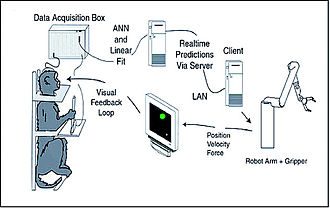 Data Acquisition Box
ANN
and
Linear
Fit
Realtime
Predictions
Via Server
Client
LAN
Visual
Feedback
Loop
Position
Velocity
Force
Robot Arm + Gripper